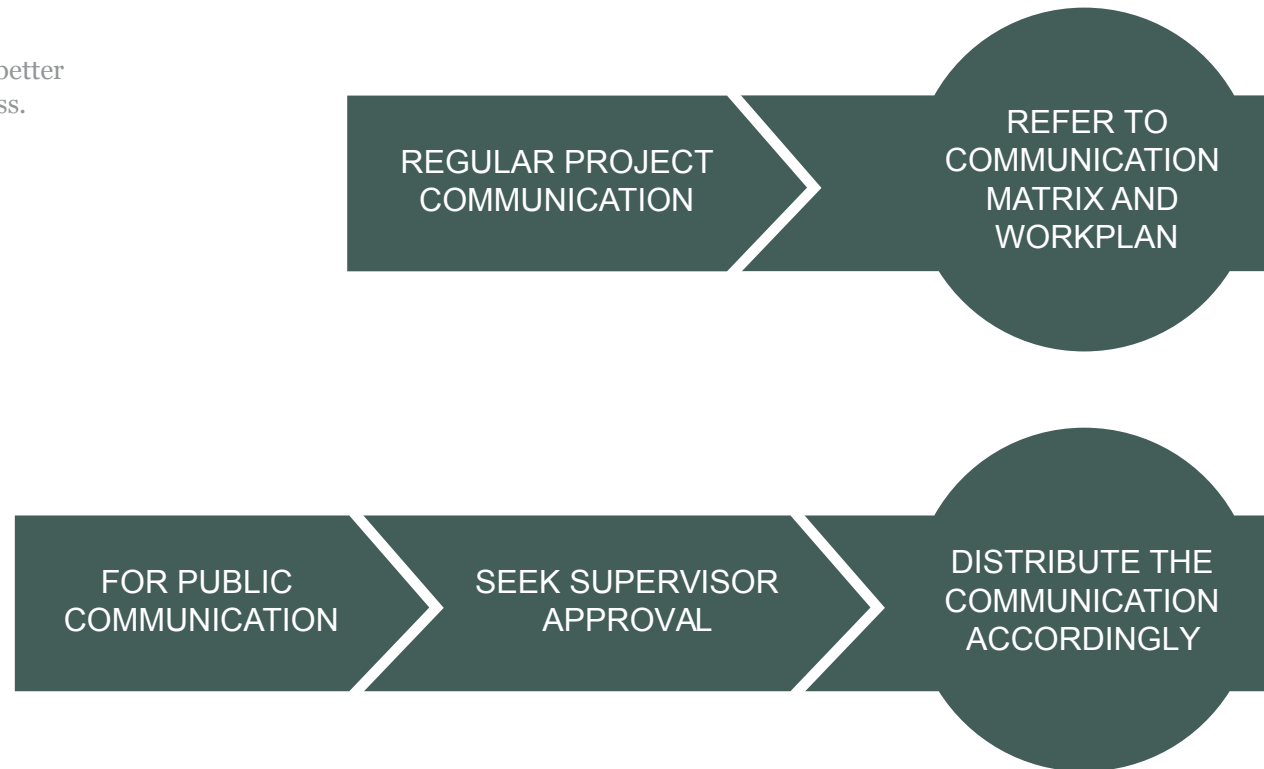 better
ss.
REGULAR PROJECT
COMMUNICATION
REFER TO
COMMUNICATION
MATRIX AND
WORKPLAN
FOR PUBLIC
COMMUNICATION
SEEK SUPERVISOR
APPROVAL
DISTRIBUTE THE
COMMUNICATION
ACCORDINGLY